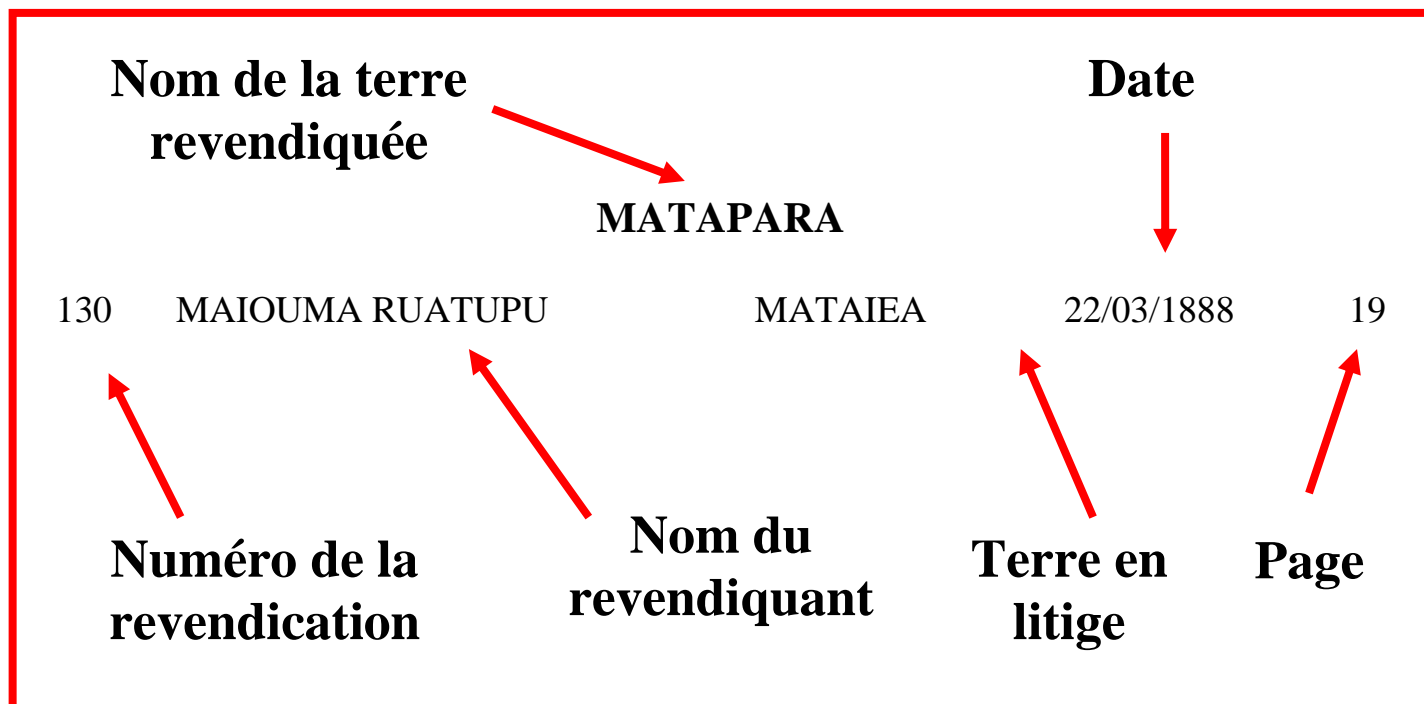 Nom de la terre
revendiquée
Date
MATAPARA
130 MAIOUMA RUATUPU MATAIEA 22/03/1888 19
Numéro de la
revendication
Nom du
revendiquant
Terre en
litige
Page